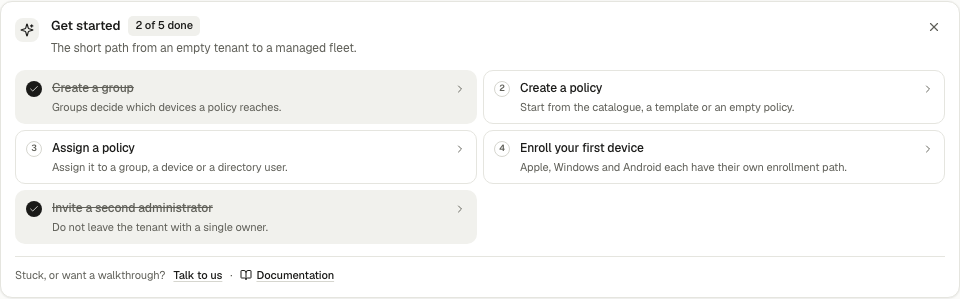 Get started 2 of 5 done
The short path from an empty tenant to a managed fleet.
Create a group
Groups decide which devices a policy reaches.
2 Create a policy
Start from the catalogue, a template or an empty policy.
3 Assign a policy
Assign it to a group, a device or a directory user.
4 Enroll your first device
Apple, Windows and Android each have their own enrollment path.
Invite a second administrator
Do not leave the tenant with a single owner.
Stuck, or want a walkthrough? Talk to us · Documentation